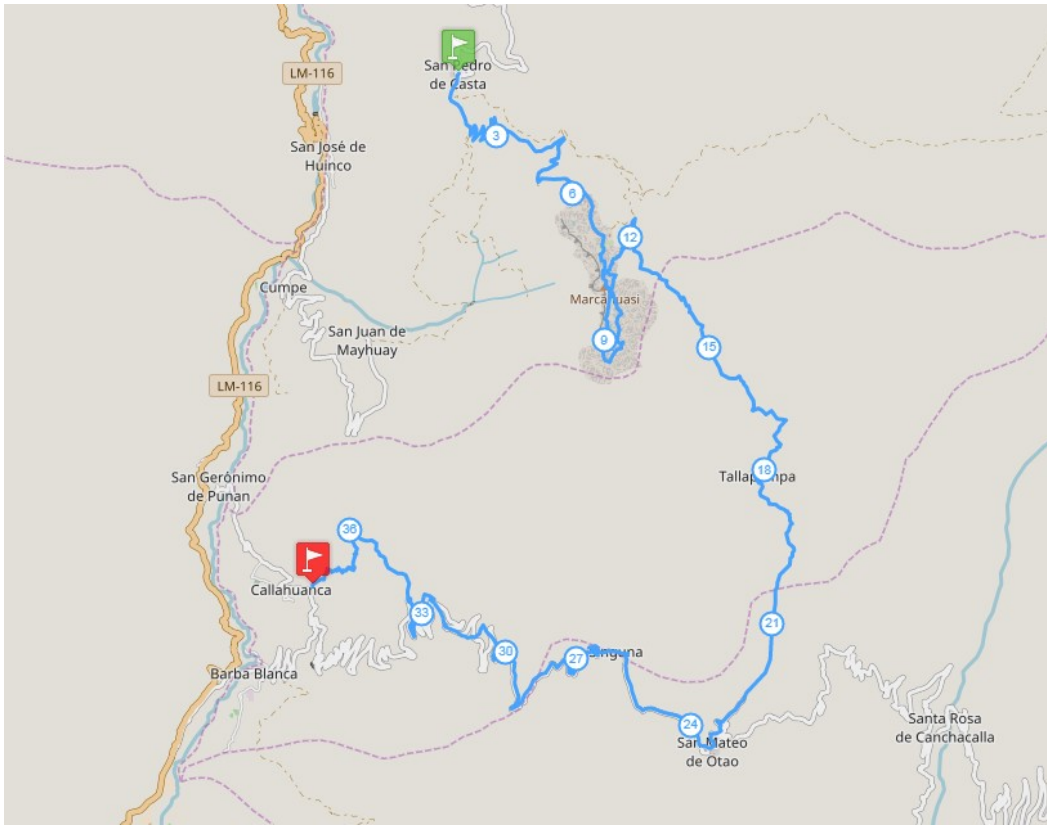 San Pedro
de Casta
LM-116
3
San José de
Huinco
6
12
Cumpe
Marcahuasi
San Juan de
Mayhuay
9
15
LM-116
San Gerónimo
de Punan
18
Tallapampa
36
Callahuanca
33
21
30
27
Singuna
Barba Blanca
24
San Mateo
de Otao
Santa Rosa
de Canchacalla